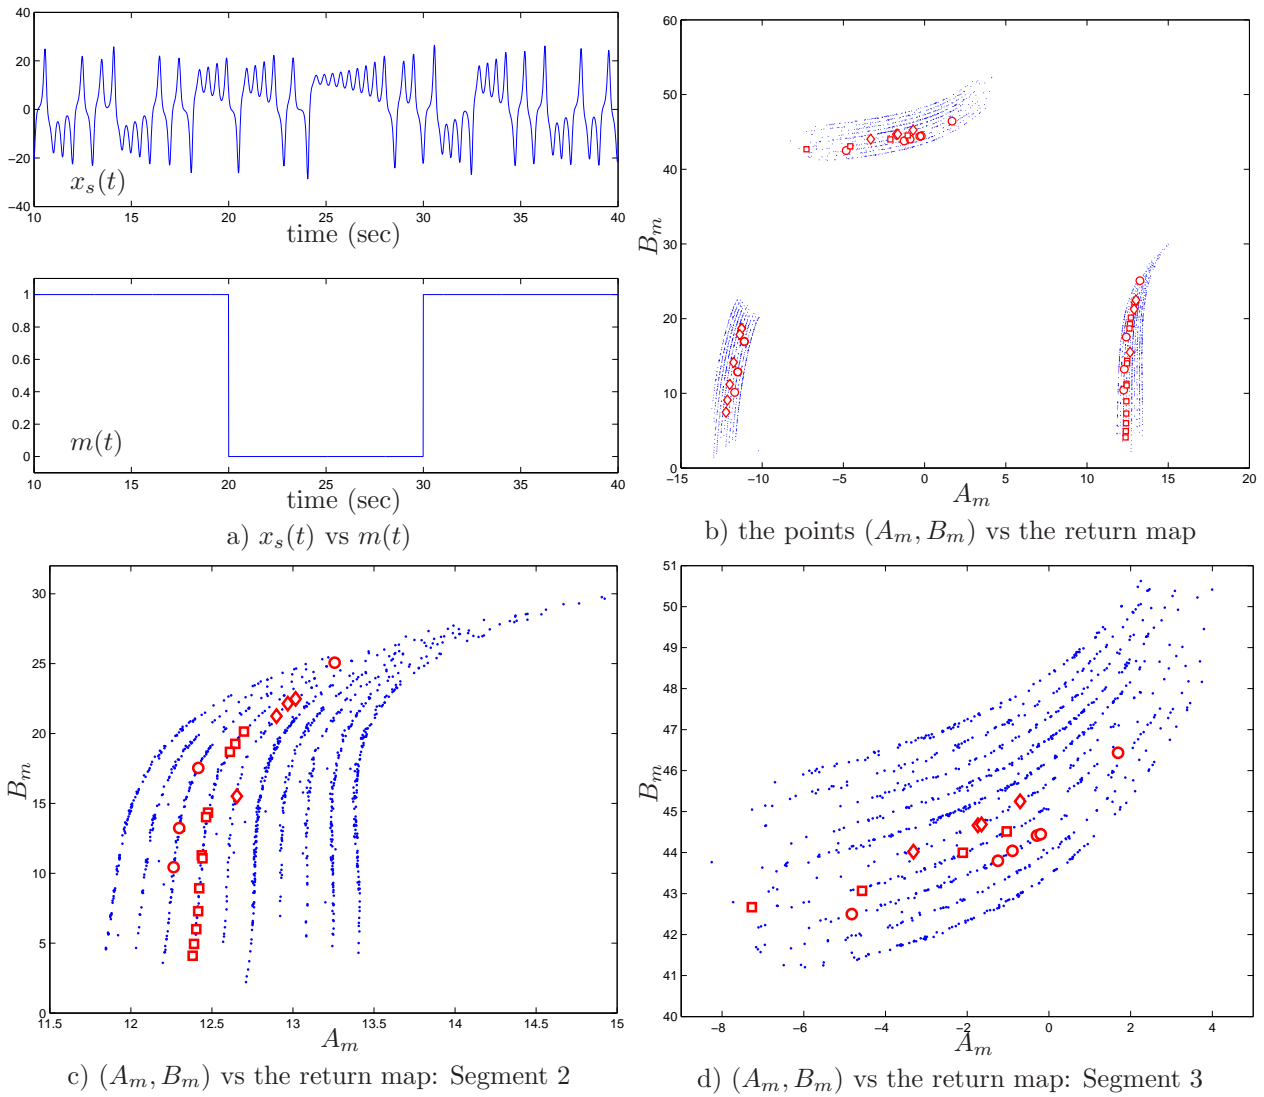 40
20
0
−20
−40
x_s(t)
10 15 20 25 30 35 40
time (sec)
1
0.8
0.6
0.4
0.2
0
m(t)
10 15 20 25 30 35 40
time (sec)
a) x_s(t) vs m(t)
60
50
40
30
20
10
0
B_m
−15 −10 −5 0 5 10 15 20
A_m
b) the points (A_m, B_m) vs the return map
30
25
20
15
10
5
0
B_m
11.5 12 12.5 13 13.5 14 14.5 15
A_m
c) (A_m, B_m) vs the return map: Segment 2
51
50
49
48
47
46
45
44
43
42
41
40
B_m
−8 −6 −4 −2 0 2 4
A_m
d) (A_m, B_m) vs the return map: Segment 3